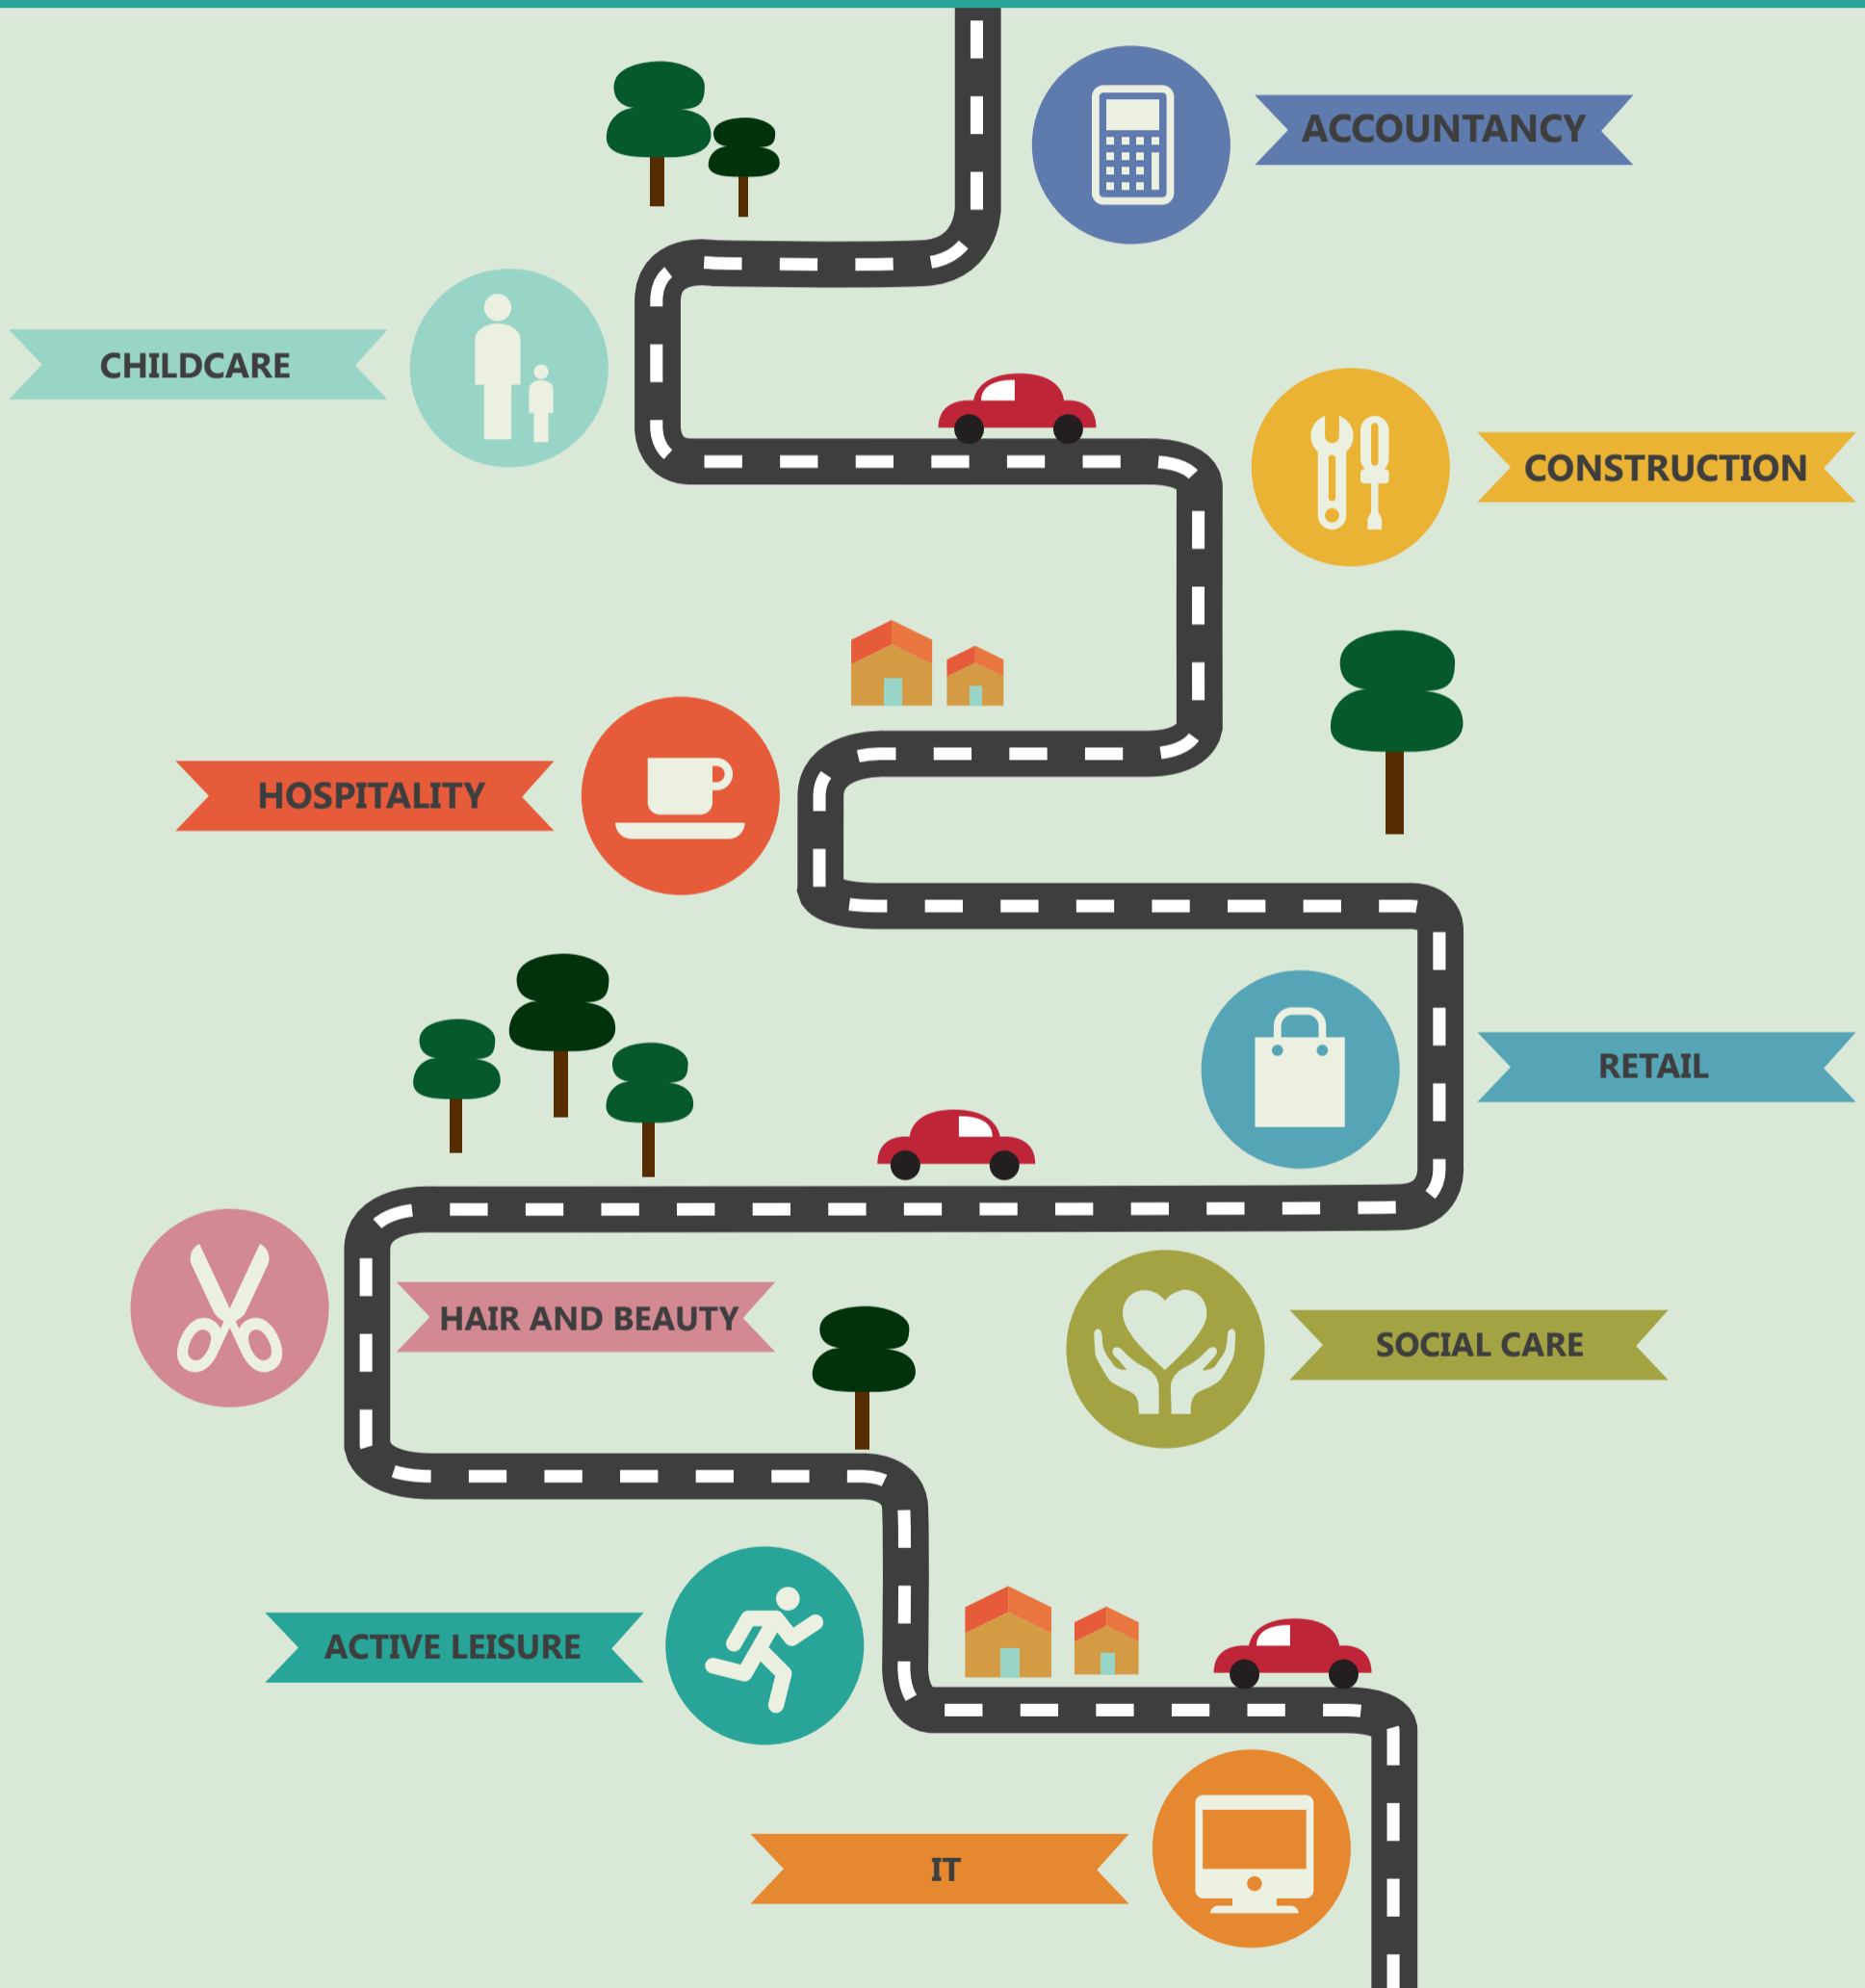 ACCOUNTANCY
CHILDCARE
CONSTRUCTION
HOSPITALITY
RETAIL
HAIR AND BEAUTY
SOCIAL CARE
ACTIVE LEISURE
IT